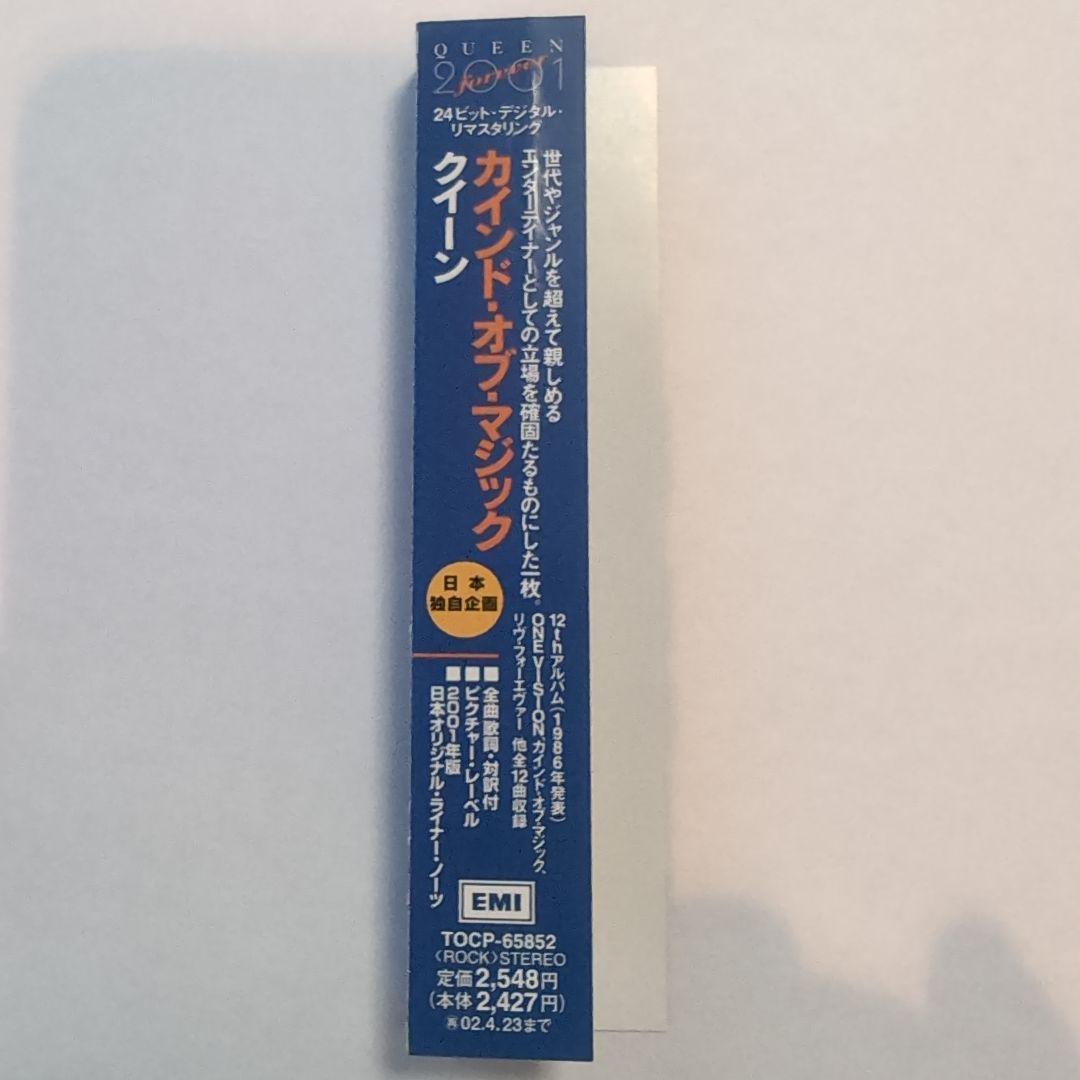 QUEEN
forever
2001
24ビット・デジタル・
リマスタリング
世代やジャンルを超えて親しめる
エンターテイナーとしての立場を確固たるものにした一枚。
カインド・オブ・マジック
クイーン
日本
独自企画
12thアルバム(1986年発表)
ONE VISION、カインド・オブ・マジック、
リヴ・フォーエヴァー 他全12曲収録
■全曲歌詞・対訳付
■ピクチャー・レーベル
■2001年版
日本オリジナル・ライナー・ノーツ
EMI
TOCP-65852
〈ROCK〉STEREO
定価2,548円
(本体2,427円)
㊢02.4.23まで